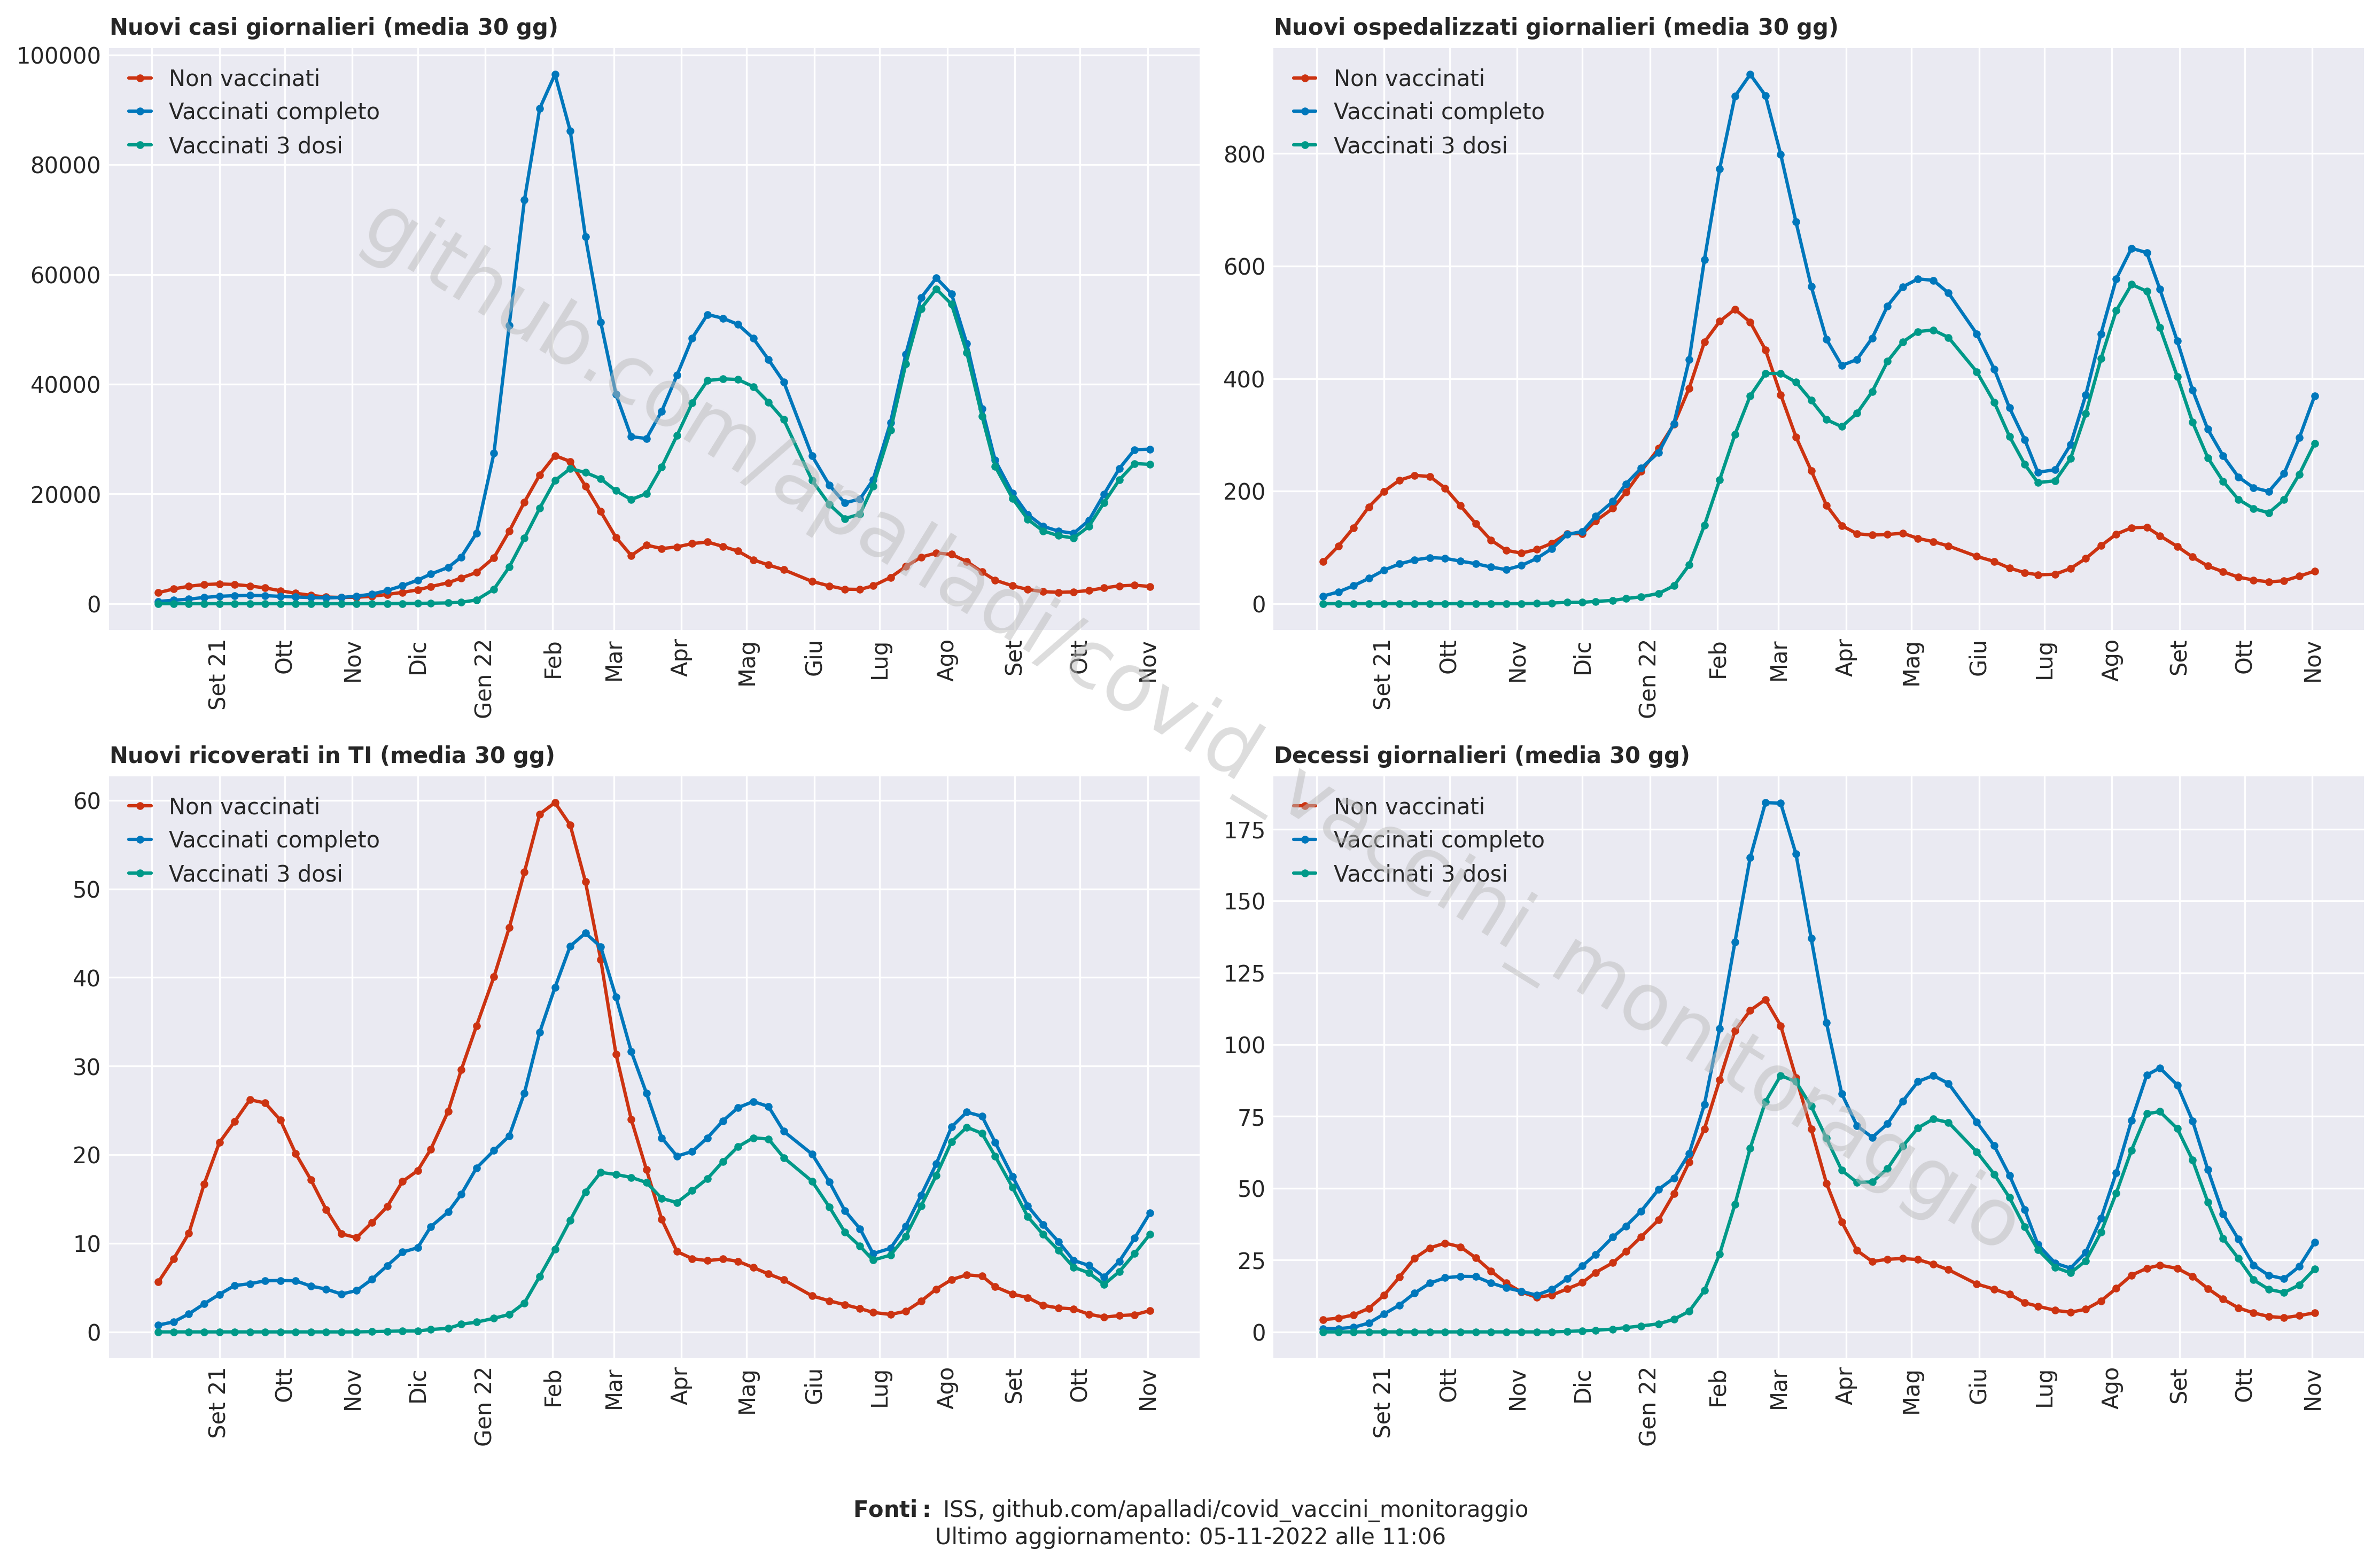 Nuovi casi giornalieri (media 30 gg)
100000
80000
60000
40000
20000
0
Non vaccinati
Vaccinati completo
Vaccinati 3 dosi
Set 21
Ott
Nov
Dic
Gen 22
Feb
Mar
Apr
Mag
Giu
Lug
Ago
Set
Ott
Nov
Nuovi ospedalizzati giornalieri (media 30 gg)
800
600
400
200
0
Non vaccinati
Vaccinati completo
Vaccinati 3 dosi
Set 21
Ott
Nov
Dic
Gen 22
Feb
Mar
Apr
Mag
Giu
Lug
Ago
Set
Ott
Nov
Nuovi ricoverati in TI (media 30 gg)
60
50
40
30
20
10
0
Non vaccinati
Vaccinati completo
Vaccinati 3 dosi
Set 21
Ott
Nov
Dic
Gen 22
Feb
Mar
Apr
Mag
Giu
Lug
Ago
Set
Ott
Nov
Decessi giornalieri (media 30 gg)
175
150
125
100
75
50
25
0
Non vaccinati
Vaccinati completo
Vaccinati 3 dosi
Set 21
Ott
Nov
Dic
Gen 22
Feb
Mar
Apr
Mag
Giu
Lug
Ago
Set
Ott
Nov
github.com/apalladi/covid_vaccini_monitoraggio
Fonti: ISS, github.com/apalladi/covid_vaccini_monitoraggio
Ultimo aggiornamento: 05-11-2022 alle 11:06